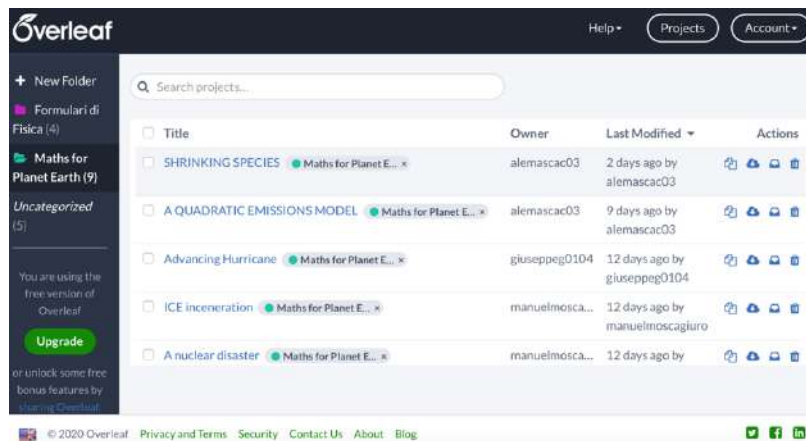 Overleaf
Help
Projects
Account
+ New Folder
Formulari di
Fisica (4)
Maths for
Planet Earth (9)
Uncategorized
(5)
You are using the
free version of
Overleaf
Upgrade
or unlock some free
bonus features by
sharing Overleaf.
Search projects...
Title Owner Last Modified Actions
SHRINKING SPECIES Maths for Planet E... × alemascac03 2 days ago by
alemascac03
A QUADRATIC EMISSIONS MODEL Maths for Planet E... × alemascac03 9 days ago by
alemascac03
Advancing Hurricane Maths for Planet E... × giuseppeg0104 12 days ago by
giuseppeg0104
ICE inceneration Maths for Planet E... × manuelmosca... 12 days ago by
manuelmoscagiuro
A nuclear disaster Maths for Planet E... × manuelmosca... 12 days ago by
© 2020 Overleaf Privacy and Terms Security Contact Us About Blog